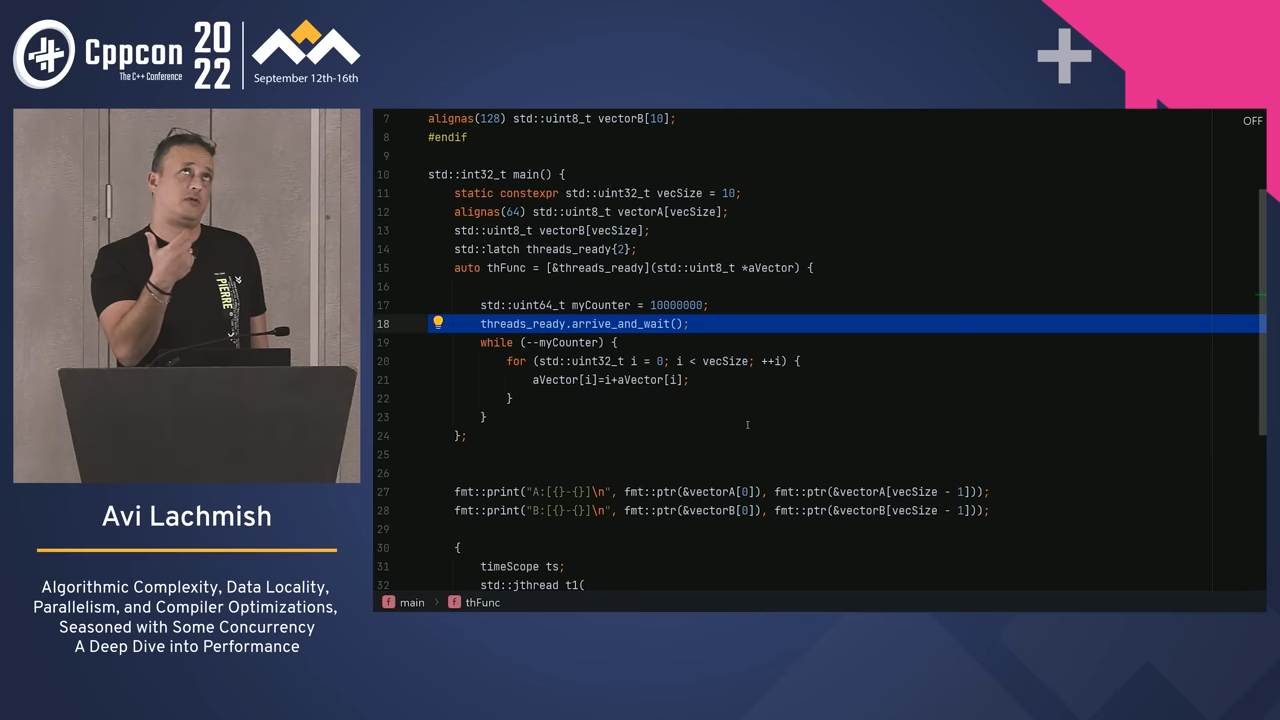 Cppcon
The C++ Conference
20
22
September 12th-16th
OFF
7 alignas(128) std::uint8_t vectorB[10];
8 #endif
9
10 std::int32_t main() {
11 static constexpr std::uint32_t vecSize = 10;
12 alignas(64) std::uint8_t vectorA[vecSize];
13 std::uint8_t vectorB[vecSize];
14 std::latch threads_ready{2};
15 auto thFunc = [&threads_ready](std::uint8_t *aVector) {
16
17 std::uint64_t myCounter = 10000000;
18 threads_ready.arrive_and_wait();
19 while (--myCounter) {
20 for (std::uint32_t i = 0; i < vecSize; ++i) {
21 aVector[i]=i+aVector[i];
22 }
23 }
24 };
25
26
27 fmt::print("A:[{}-{}]\n", fmt::ptr(&vectorA[0]), fmt::ptr(&vectorA[vecSize - 1]));
28 fmt::print("B:[{}-{}]\n", fmt::ptr(&vectorB[0]), fmt::ptr(&vectorB[vecSize - 1]));
29
30 {
31 timeScope ts;
32 std::jthread t1(
f main > f thFunc
PIERRE
Avi Lachmish
Algorithmic Complexity, Data Locality,
Parallelism, and Compiler Optimizations,
Seasoned with Some Concurrency
A Deep Dive into Performance